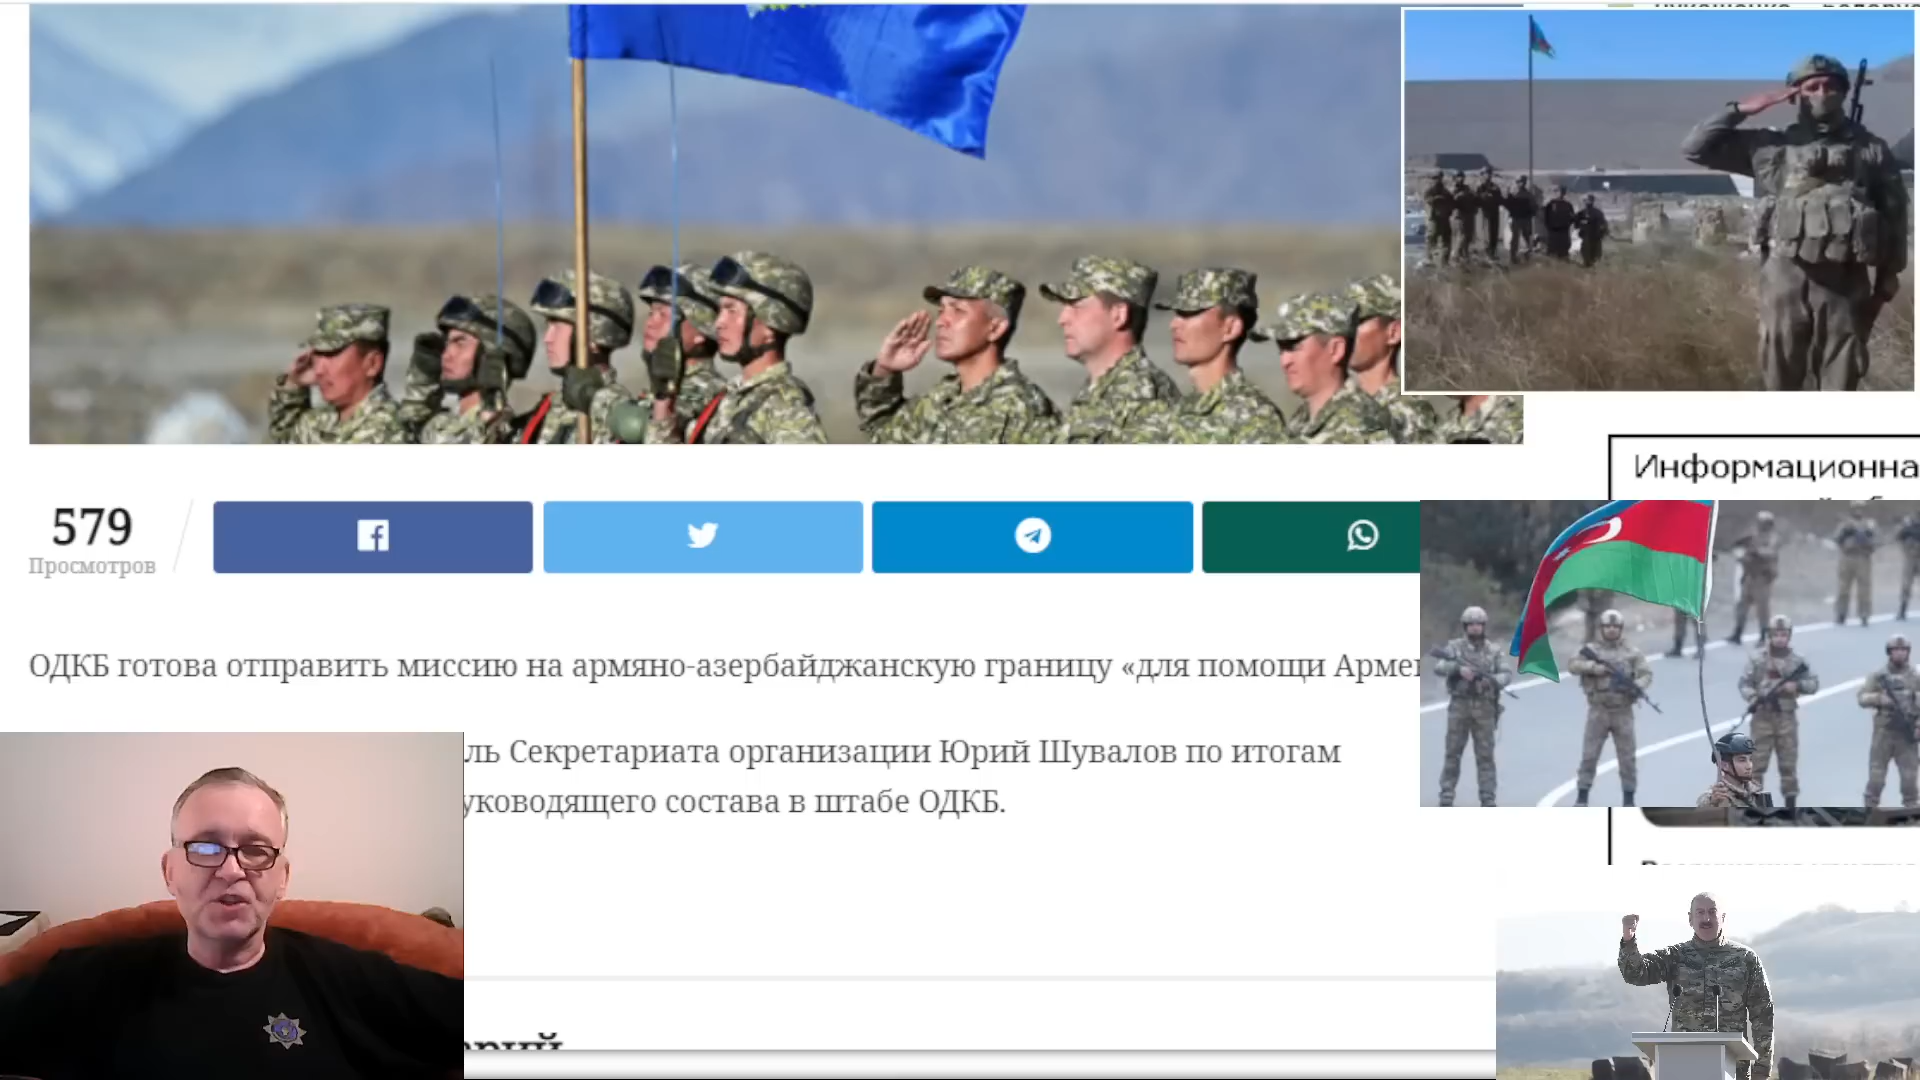 Информационна
579
Просмотров
ОДКБ готова отправить миссию на армяно-азербайджанскую границу «для помощи Арме
ль Секретариата организации Юрий Шувалов по итогам
уководящего состава в штабе ОДКБ.